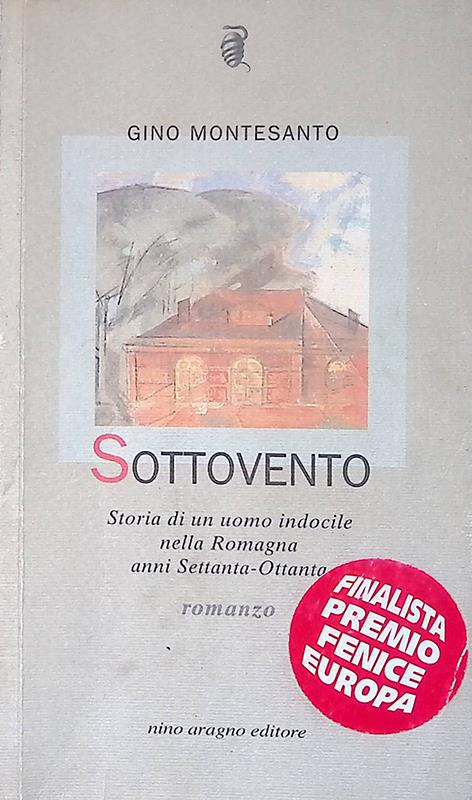 GINO MONTESANTO
SOTTOVENTO
Storia di un uomo indocile
nella Romagna
anni Settanta-Ottanta
romanzo
FINALISTA
PREMIO
FENICE
EUROPA
nino aragno editore